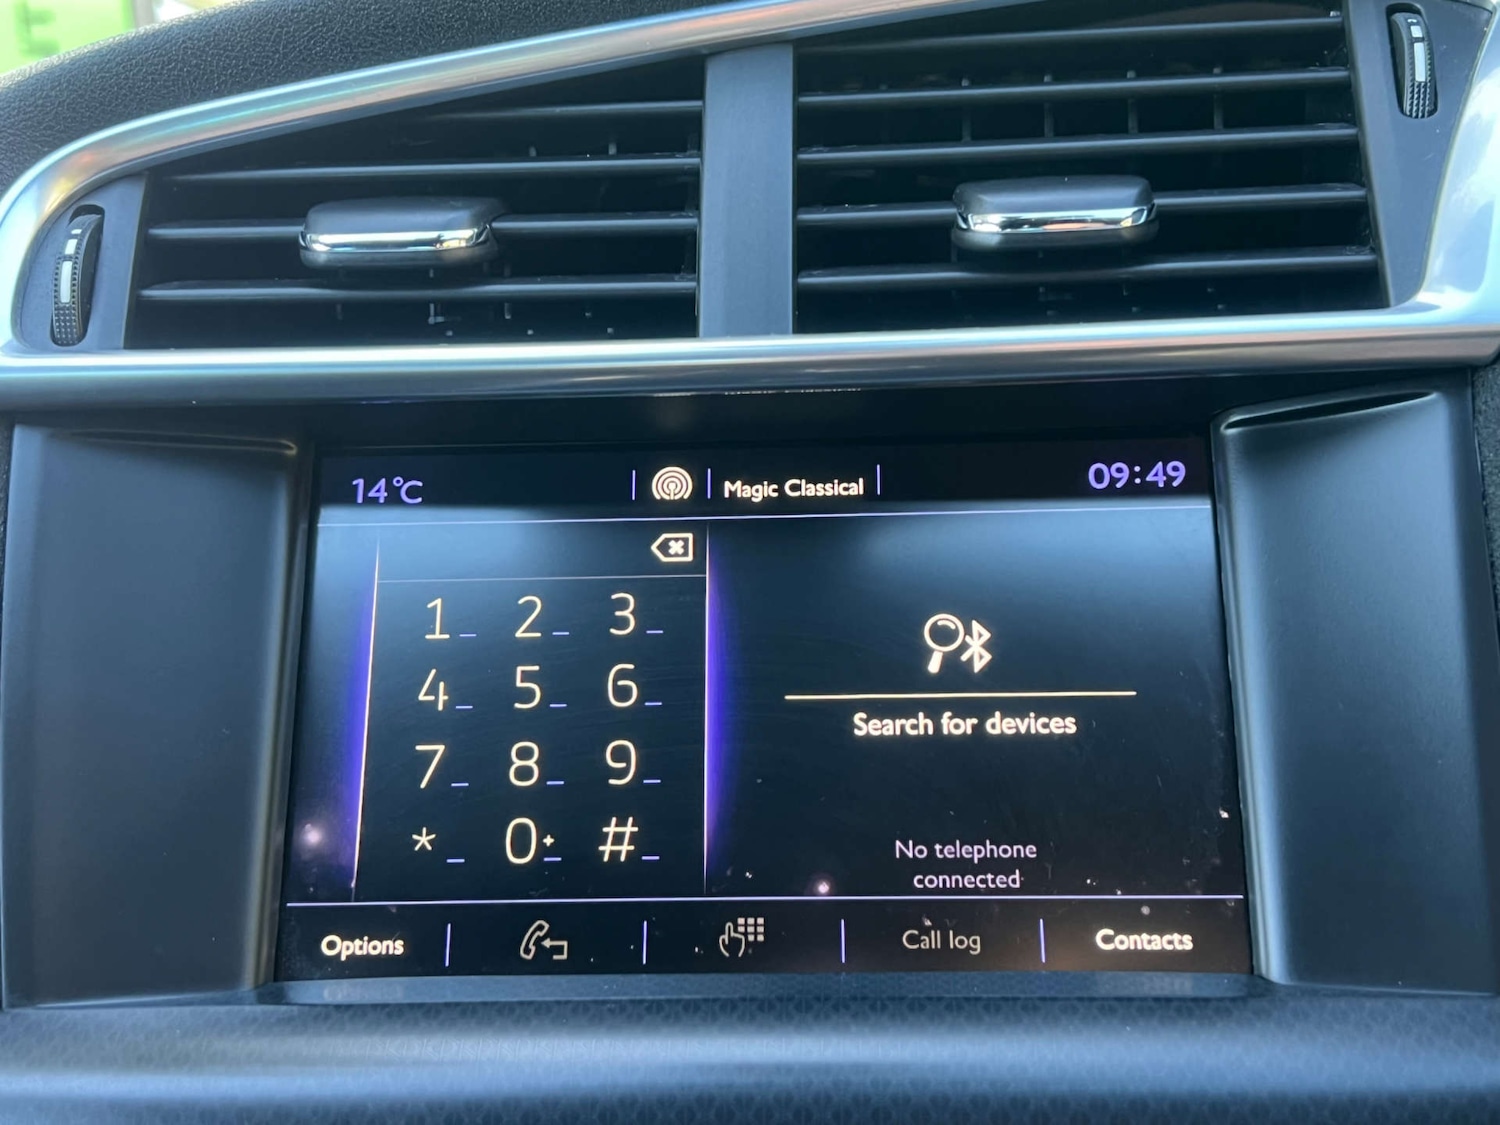 14°C Magic Classical 09:49
1 2 3
4 5 6
7 8 9
* 0+ #
Search for devices
No telephone
connected
Options Call log Contacts